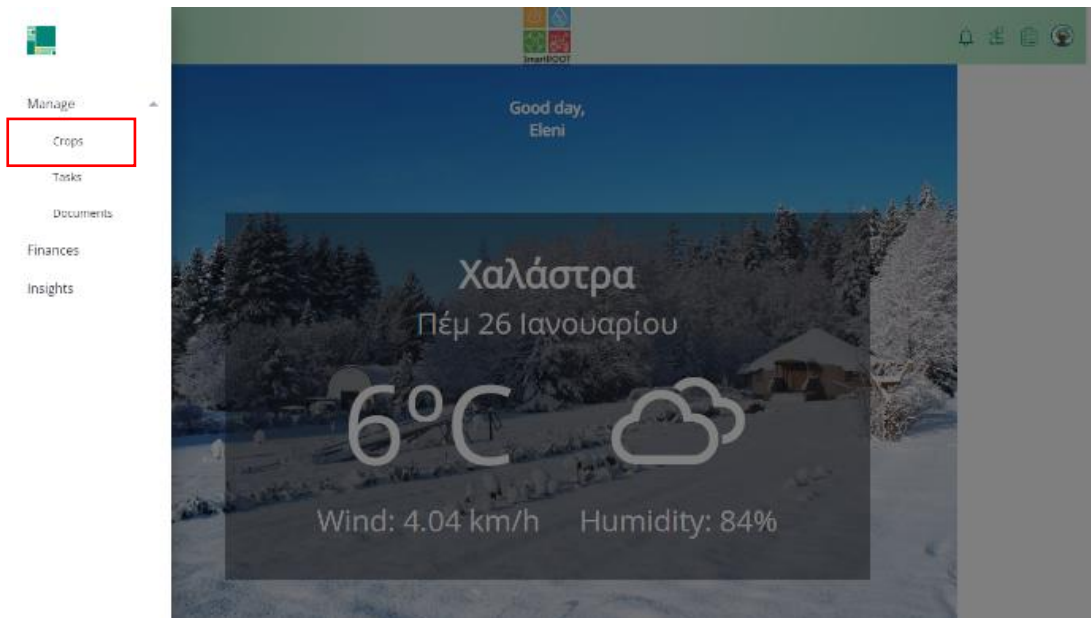 SmartROOT
Manage
Crops
Tasks
Documents
Finances
Insights
Good day,
Eleni
Χαλάστρα
Πέμ 26 Ιανουαρίου
6°C
Wind: 4.04 km/h Humidity: 84%